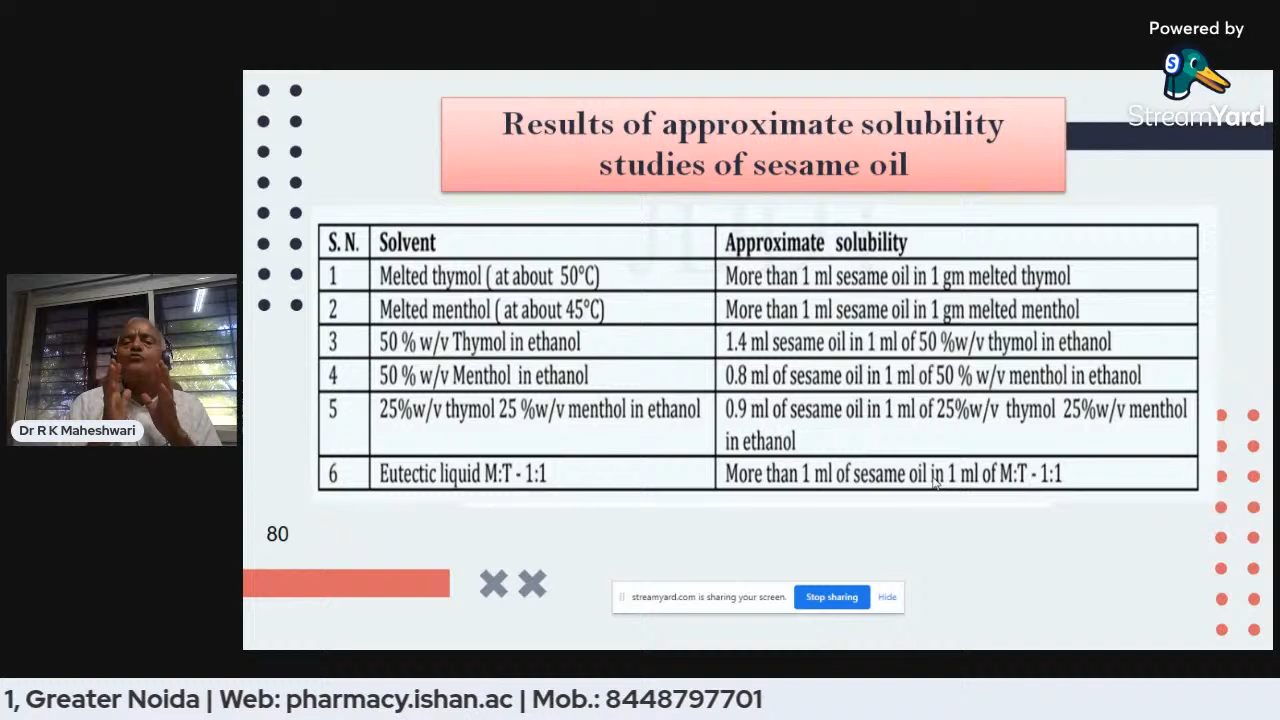 Powered by
S
StreamYard
Results of approximate solubility
studies of sesame oil
S. N. Solvent Approximate solubility
1 Melted thymol ( at about 50°C) More than 1 ml sesame oil in 1 gm melted thymol
2 Melted menthol ( at about 45°C) More than 1 ml sesame oil in 1 gm melted menthol
3 50 % w/v Thymol in ethanol 1.4 ml sesame oil in 1 ml of 50 %w/v thymol in ethanol
4 50 % w/v Menthol in ethanol 0.8 ml of sesame oil in 1 ml of 50 % w/v menthol in ethanol
5 25%w/v thymol 25 %w/v menthol in ethanol 0.9 ml of sesame oil in 1 ml of 25%w/v thymol 25%w/v menthol
in ethanol
6 Eutectic liquid M:T - 1:1 More than 1 ml of sesame oil in 1 ml of M:T - 1:1
Dr R K Maheshwari
80
streamyard.com is sharing your screen. Stop sharing Hide
1, Greater Noida | Web: pharmacy.ishan.ac | Mob.: 8448797701